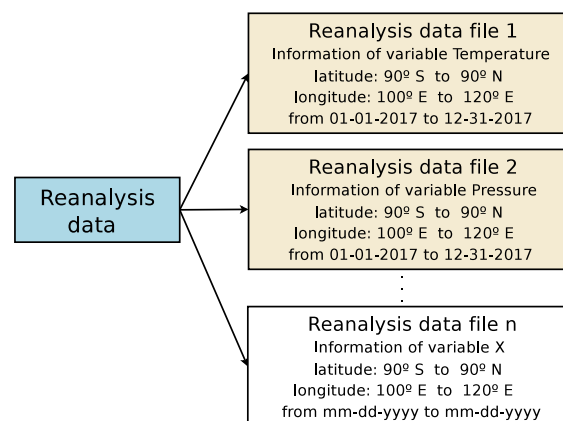 Reanalysis data file 1
Information of variable Temperature
latitude: 90º S to 90º N
longitude: 100º E to 120º E
from 01-01-2017 to 12-31-2017
Reanalysis
data
Reanalysis data file 2
Information of variable Pressure
latitude: 90º S to 90º N
longitude: 100º E to 120º E
from 01-01-2017 to 12-31-2017
Reanalysis data file n
Information of variable X
latitude: 90º S to 90º N
longitude: 100º E to 120º E
from mm-dd-yyyy to mm-dd-yyyy